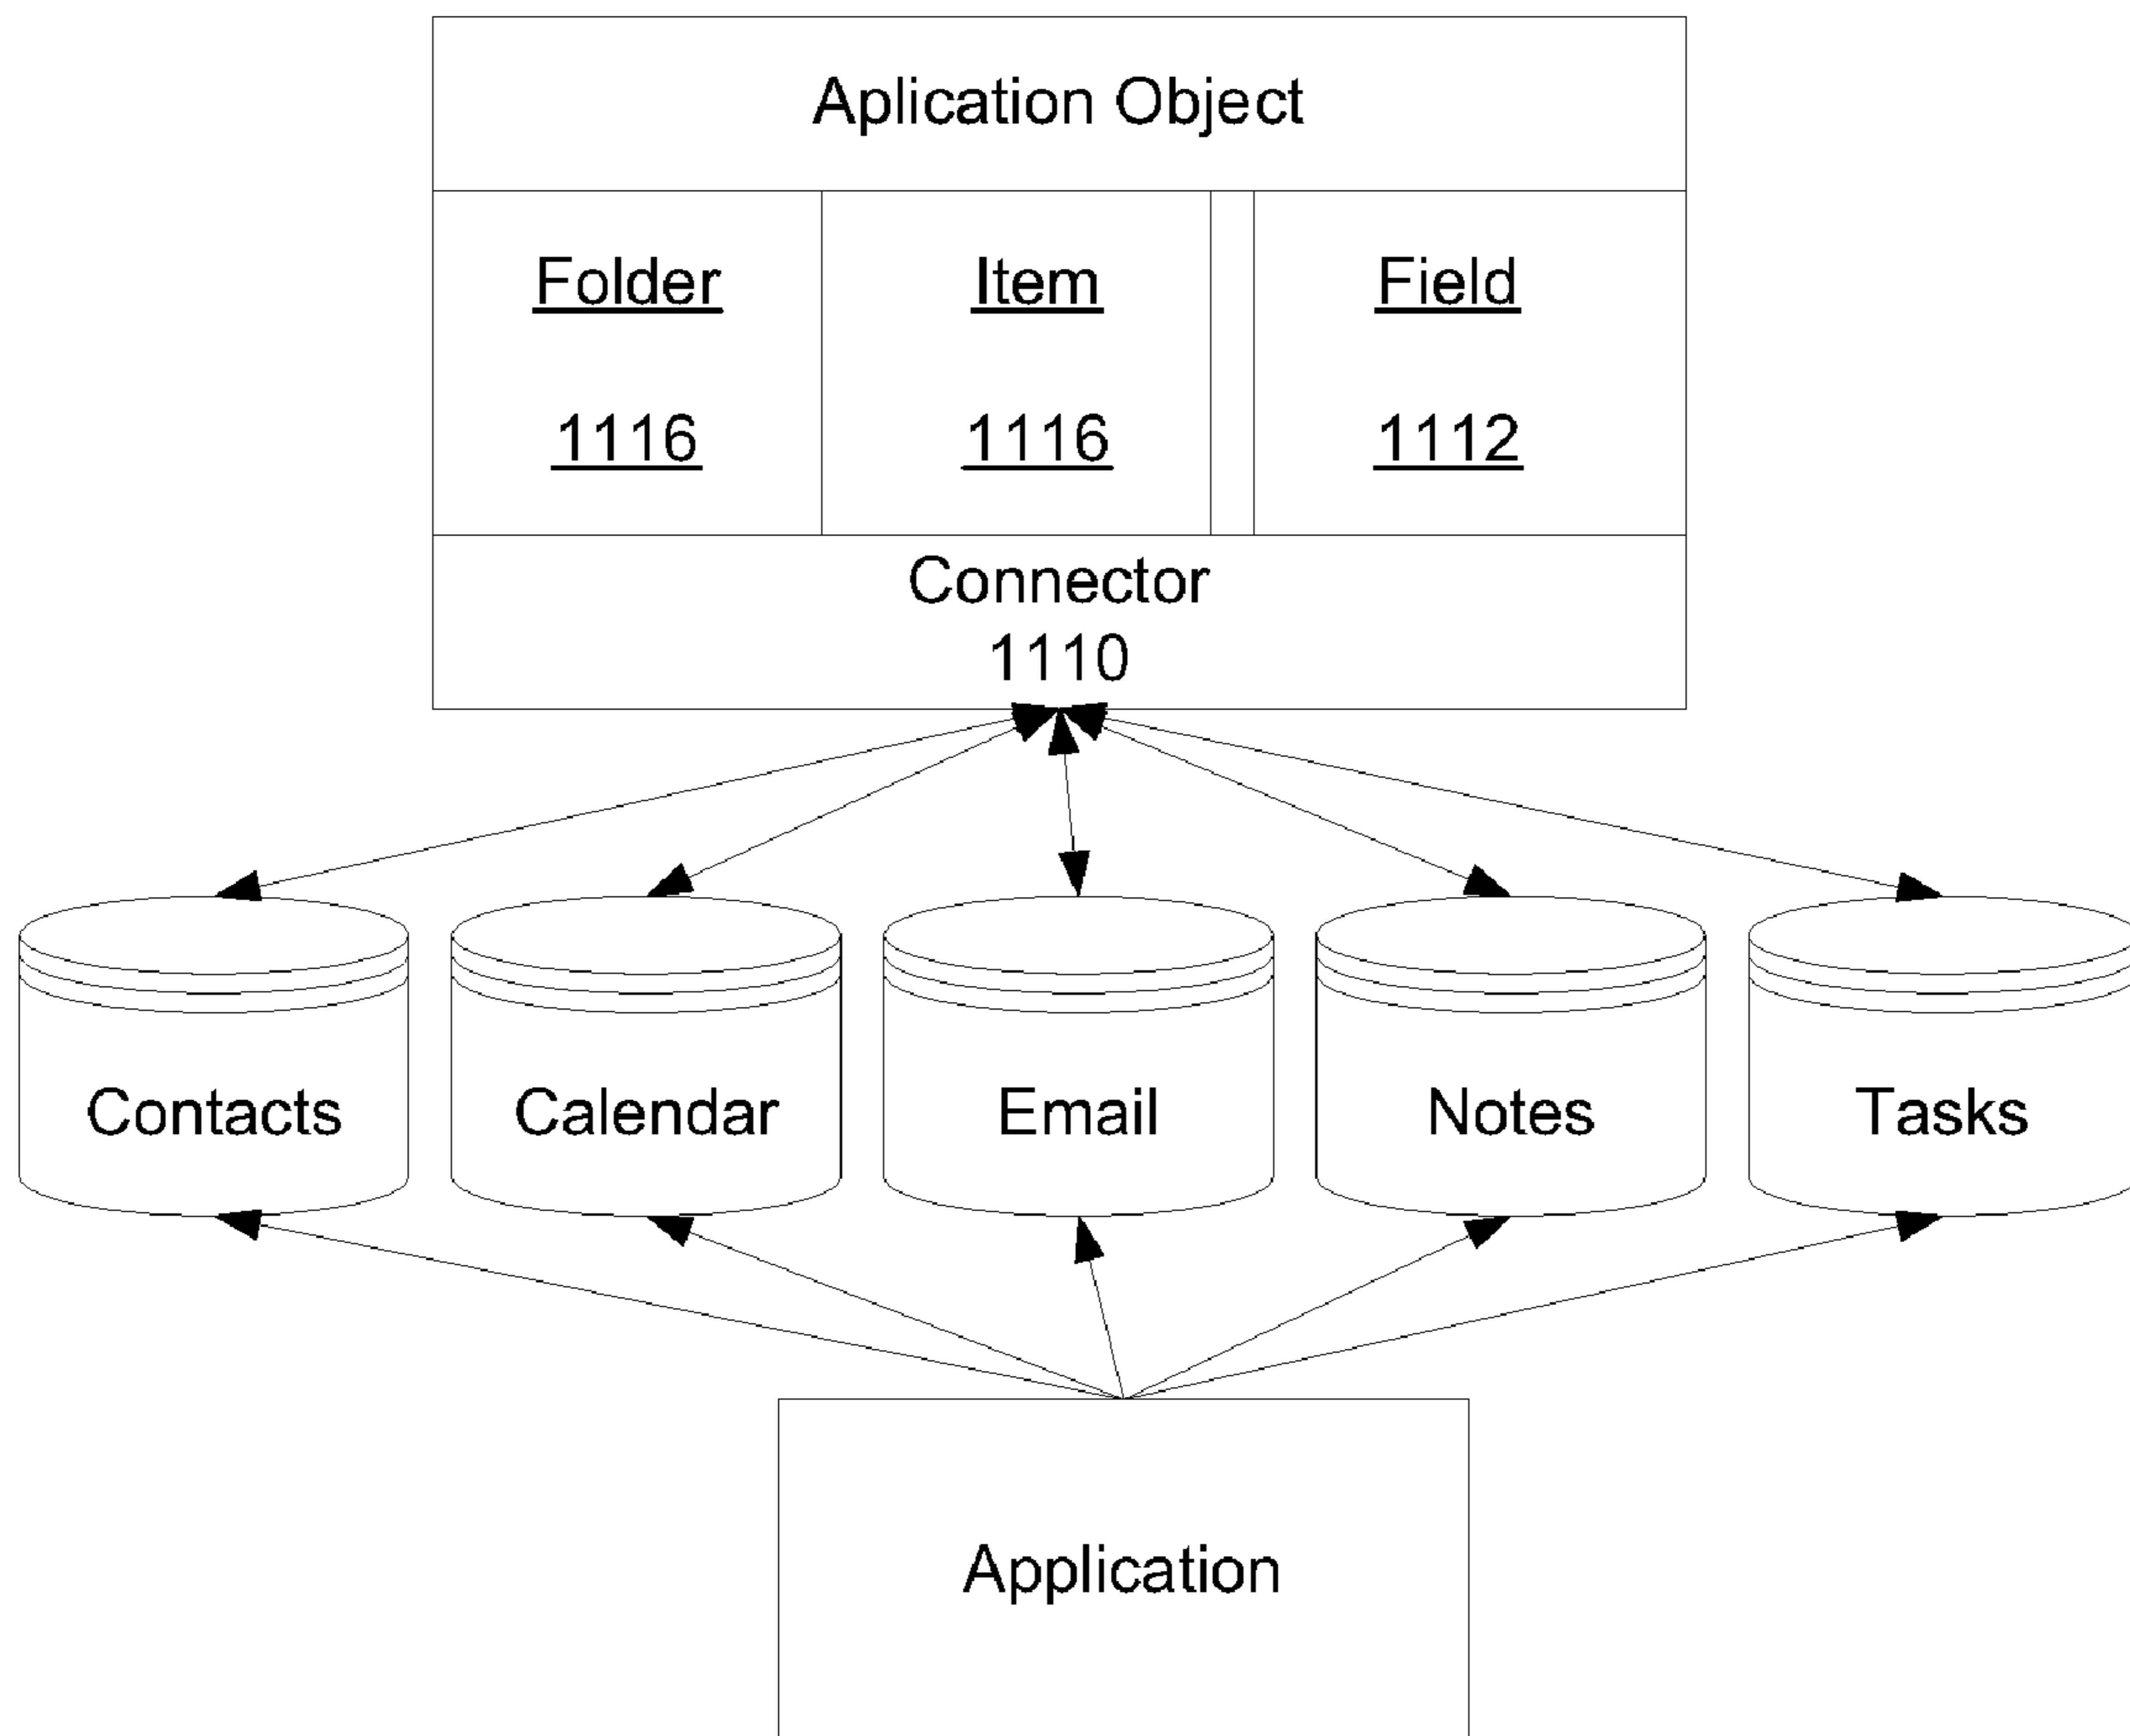 Aplication Object
Folder Item Field
1116 1116 1112
Connector
1110
Contacts Calendar Email Notes Tasks
Application